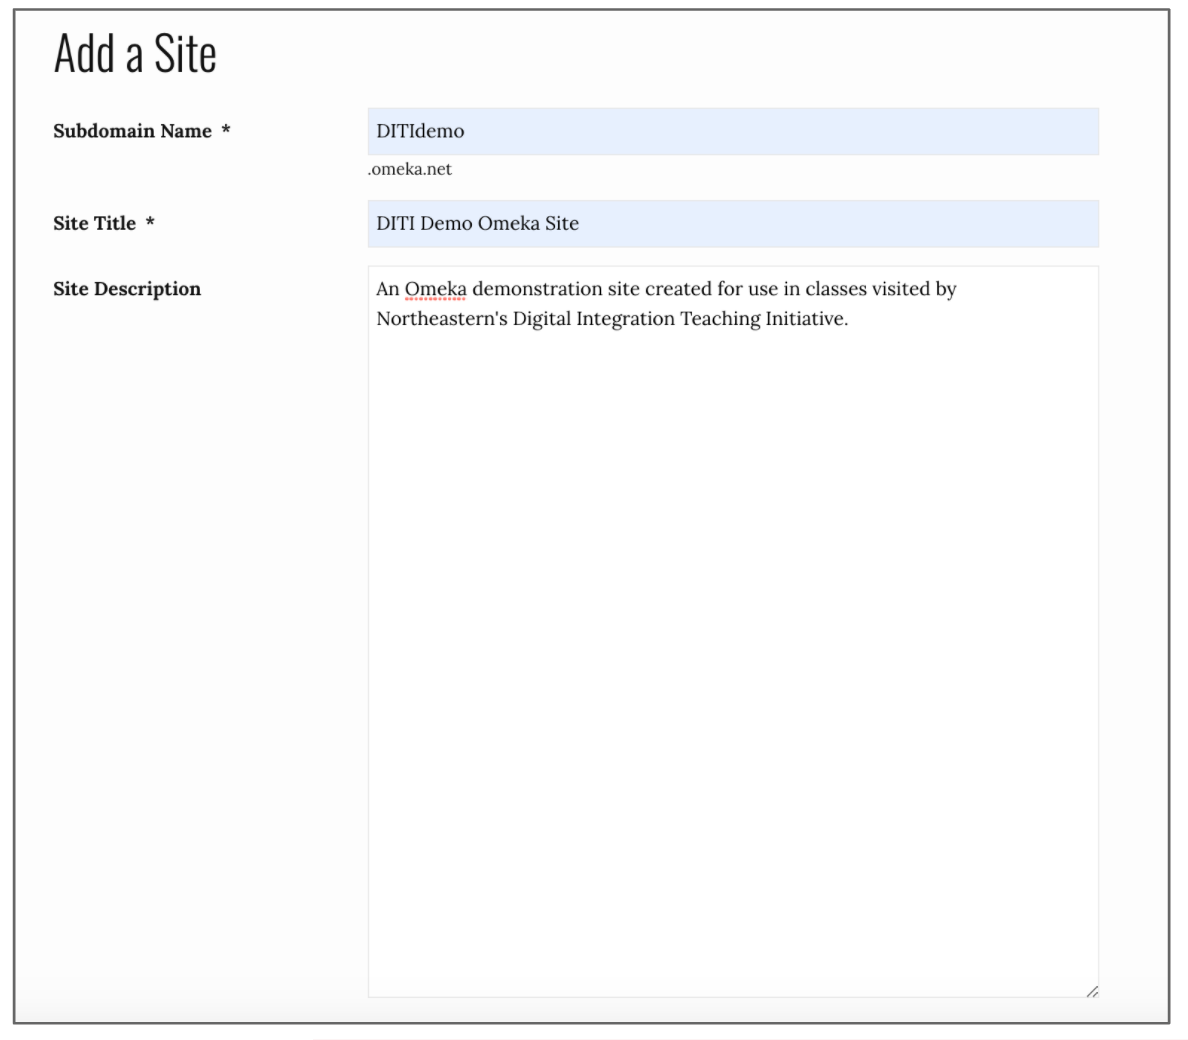 Add a Site
Subdomain Name *
DITIdemo
.omeka.net
Site Title *
DITI Demo Omeka Site
Site Description
An Omeka demonstration site created for use in classes visited by
Northeastern's Digital Integration Teaching Initiative.